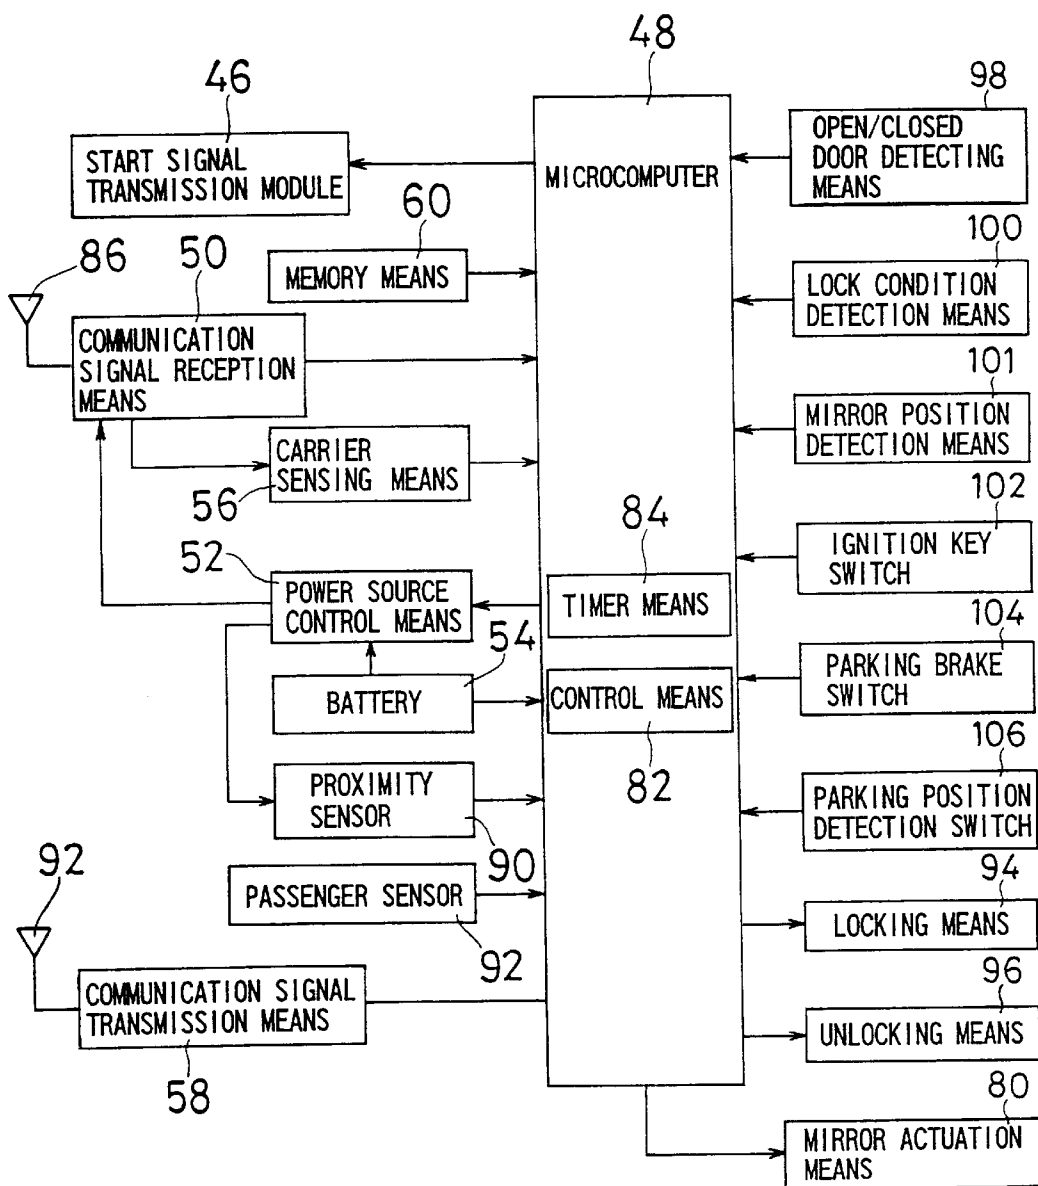 48
46
98
START SIGNAL
TRANSMISSION MODULE
MICROCOMPUTER
OPEN/CLOSED
DOOR DETECTING
MEANS
60
MEMORY MEANS
100
LOCK CONDITION
DETECTION MEANS
86
50
COMMUNICATION
SIGNAL RECEPTION
MEANS
101
MIRROR POSITION
DETECTION MEANS
CARRIER
SENSING MEANS
56
102
IGNITION KEY
SWITCH
52
POWER SOURCE
CONTROL MEANS
84
TIMER MEANS
54
BATTERY
104
PARKING BRAKE
SWITCH
CONTROL MEANS
82
106
PARKING POSITION
DETECTION SWITCH
PROXIMITY
SENSOR
90
PASSENGER SENSOR
92
94
LOCKING MEANS
92
COMMUNICATION SIGNAL
TRANSMISSION MEANS
58
96
UNLOCKING MEANS
80
MIRROR ACTUATION
MEANS